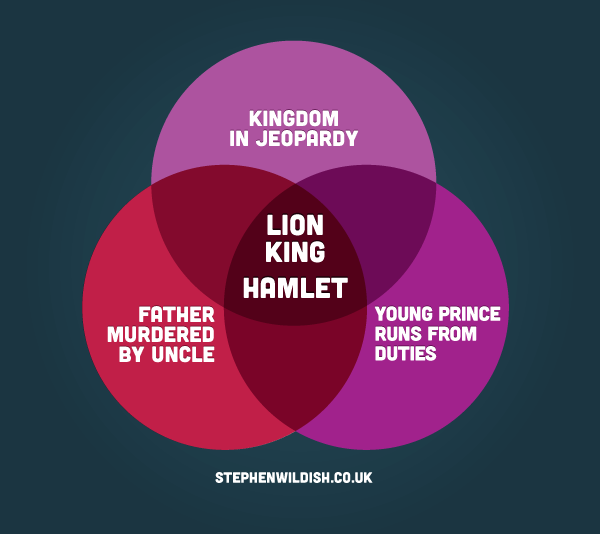 KINGDOM
IN JEOPARDY
LION
KING
HAMLET
FATHER
MURDERED
BY UNCLE
YOUNG PRINCE
RUNS FROM
DUTIES
STEPHENWILDISH.CO.UK